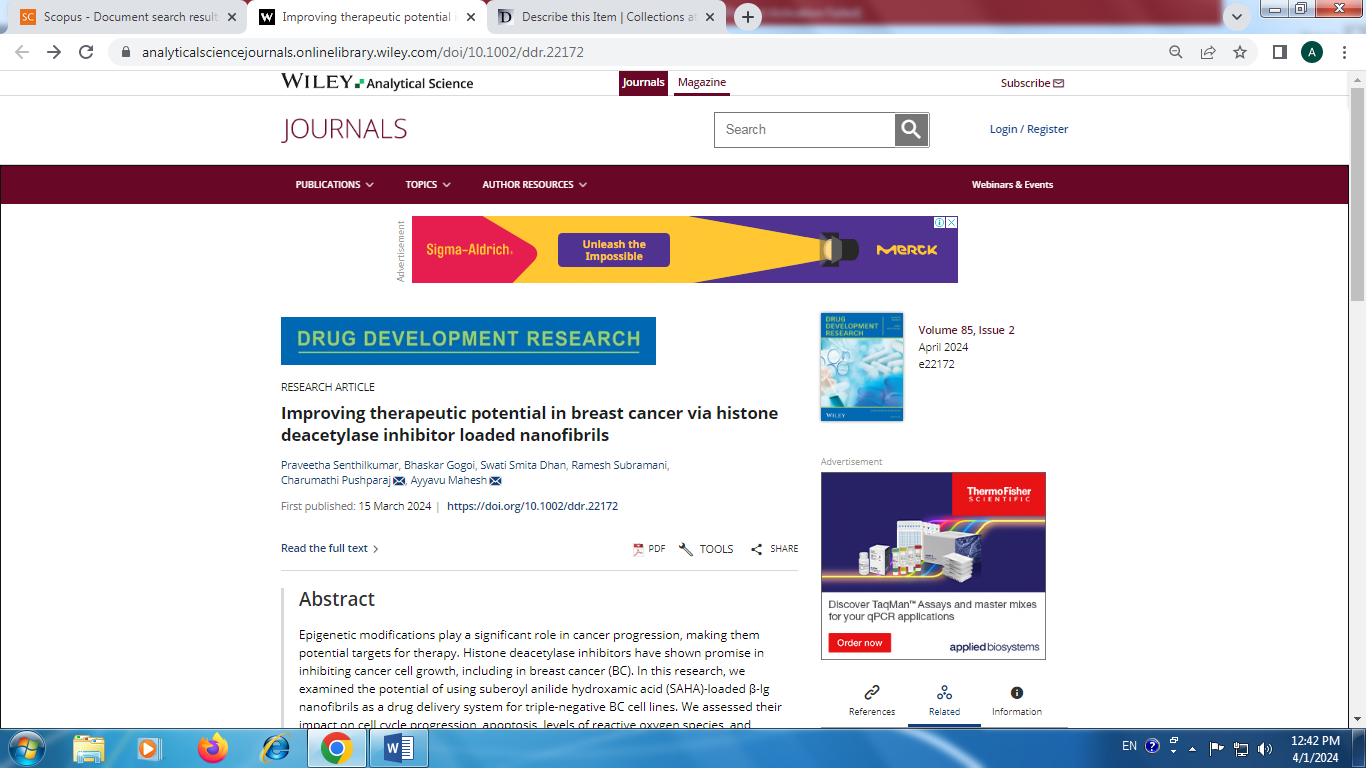 Scopus - Document search result
Improving therapeutic potential i
Describe this Item | Collections a
analyticalsciencejournals.onlinelibrary.wiley.com/doi/10.1002/ddr.22172
A
WILEY Analytical Science
Journals
Magazine
Subscribe
JOURNALS
Search
Login / Register
PUBLICATIONS
TOPICS
AUTHOR RESOURCES
Webinars & Events
Advertisement
Sigma-Aldrich
Unleash the
Impossible
MERCK
DRUG DEVELOPMENT RESEARCH
DRUG
DEVELOPMENT
RESEARCH
WILEY
Volume 85, Issue 2
April 2024
e22172
RESEARCH ARTICLE
Improving therapeutic potential in breast cancer via histone
deacetylase inhibitor loaded nanofibrils
Praveetha Senthilkumar, Bhaskar Gogoi, Swati Smita Dhan, Ramesh Subramani,
Charumathi Pushparaj, Ayyavu Mahesh
First published: 15 March 2024 | https://doi.org/10.1002/ddr.22172
Read the full text
PDF
TOOLS
SHARE
Advertisement
ThermoFisher
SCIENTIFIC
Discover TaqMan™ Assays and master mixes
for your qPCR applications
Order now
applied biosystems
Abstract
Epigenetic modifications play a significant role in cancer progression, making them
potential targets for therapy. Histone deacetylase inhibitors have shown promise in
inhibiting cancer cell growth, including in breast cancer (BC). In this research, we
examined the potential of using suberoyl anilide hydroxamic acid (SAHA)-loaded β-lg
nanofibrils as a drug delivery system for triple-negative BC cell lines. We assessed their
impact on cell cycle progression, apoptosis, levels of reactive oxygen species, and
References
Related
Information
EN
12:42 PM
4/1/2024